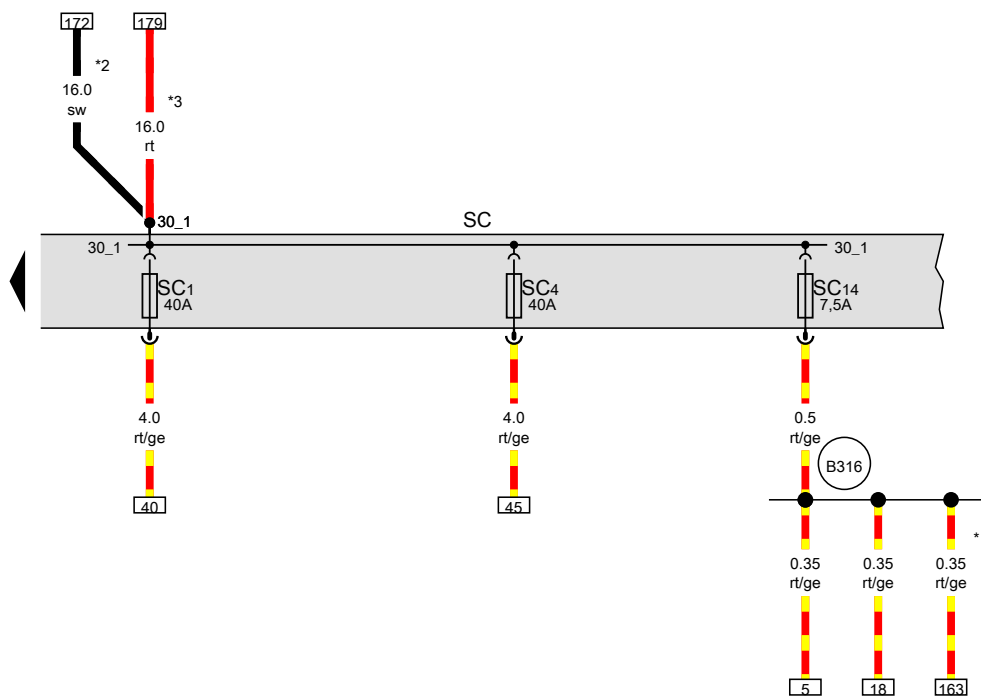 172 179
*2
16.0
sw
*3
16.0
rt
30_1
SC
30_1 30_1
SC1 SC4 SC14
40A 40A 7,5A
4.0 4.0 0.5
rt/ge rt/ge rt/ge
B316
40 45
*
0.35 0.35 0.35
rt/ge rt/ge rt/ge
5 18 163